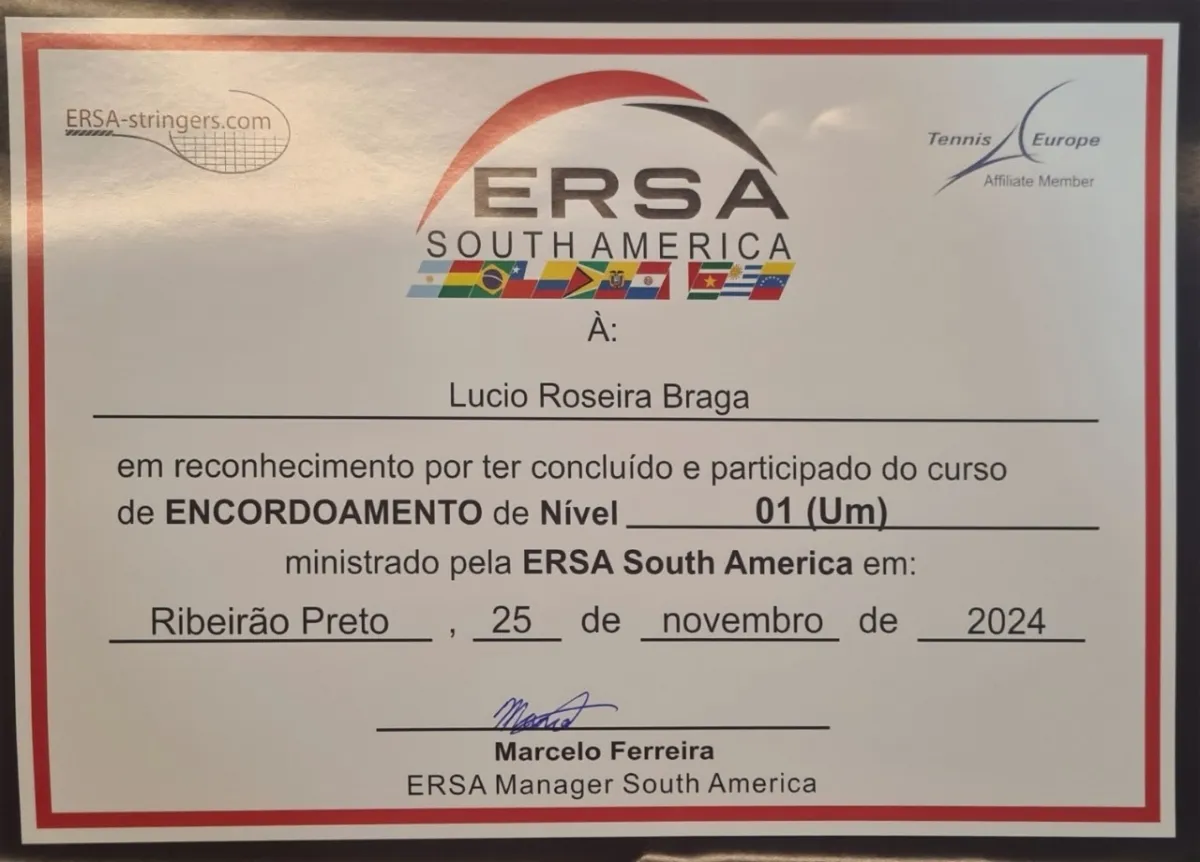 ERSA-stringers.com
Tennis Europe
Affiliate Member
ERSA
SOUTH AMERICA
À:
Lucio Roseira Braga
em reconhecimento por ter concluído e participado do curso
de ENCORDOAMENTO de Nível 01 (Um)
ministrado pela ERSA South America em:
Ribeirão Preto, 25 de novembro de 2024
Marcelo Ferreira
ERSA Manager South America